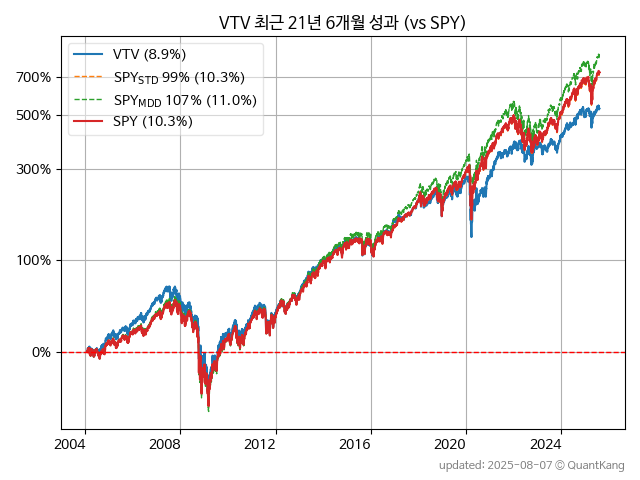 VTV 최근 21년 6개월 성과 (vs SPY)
VTV (8.9%)
SPY_STD 99% (10.3%)
SPY_MDD 107% (11.0%)
SPY (10.3%)
700%
500%
300%
100%
0%
2004 2008 2012 2016 2020 2024
updated: 2025-08-07 © QuantKang